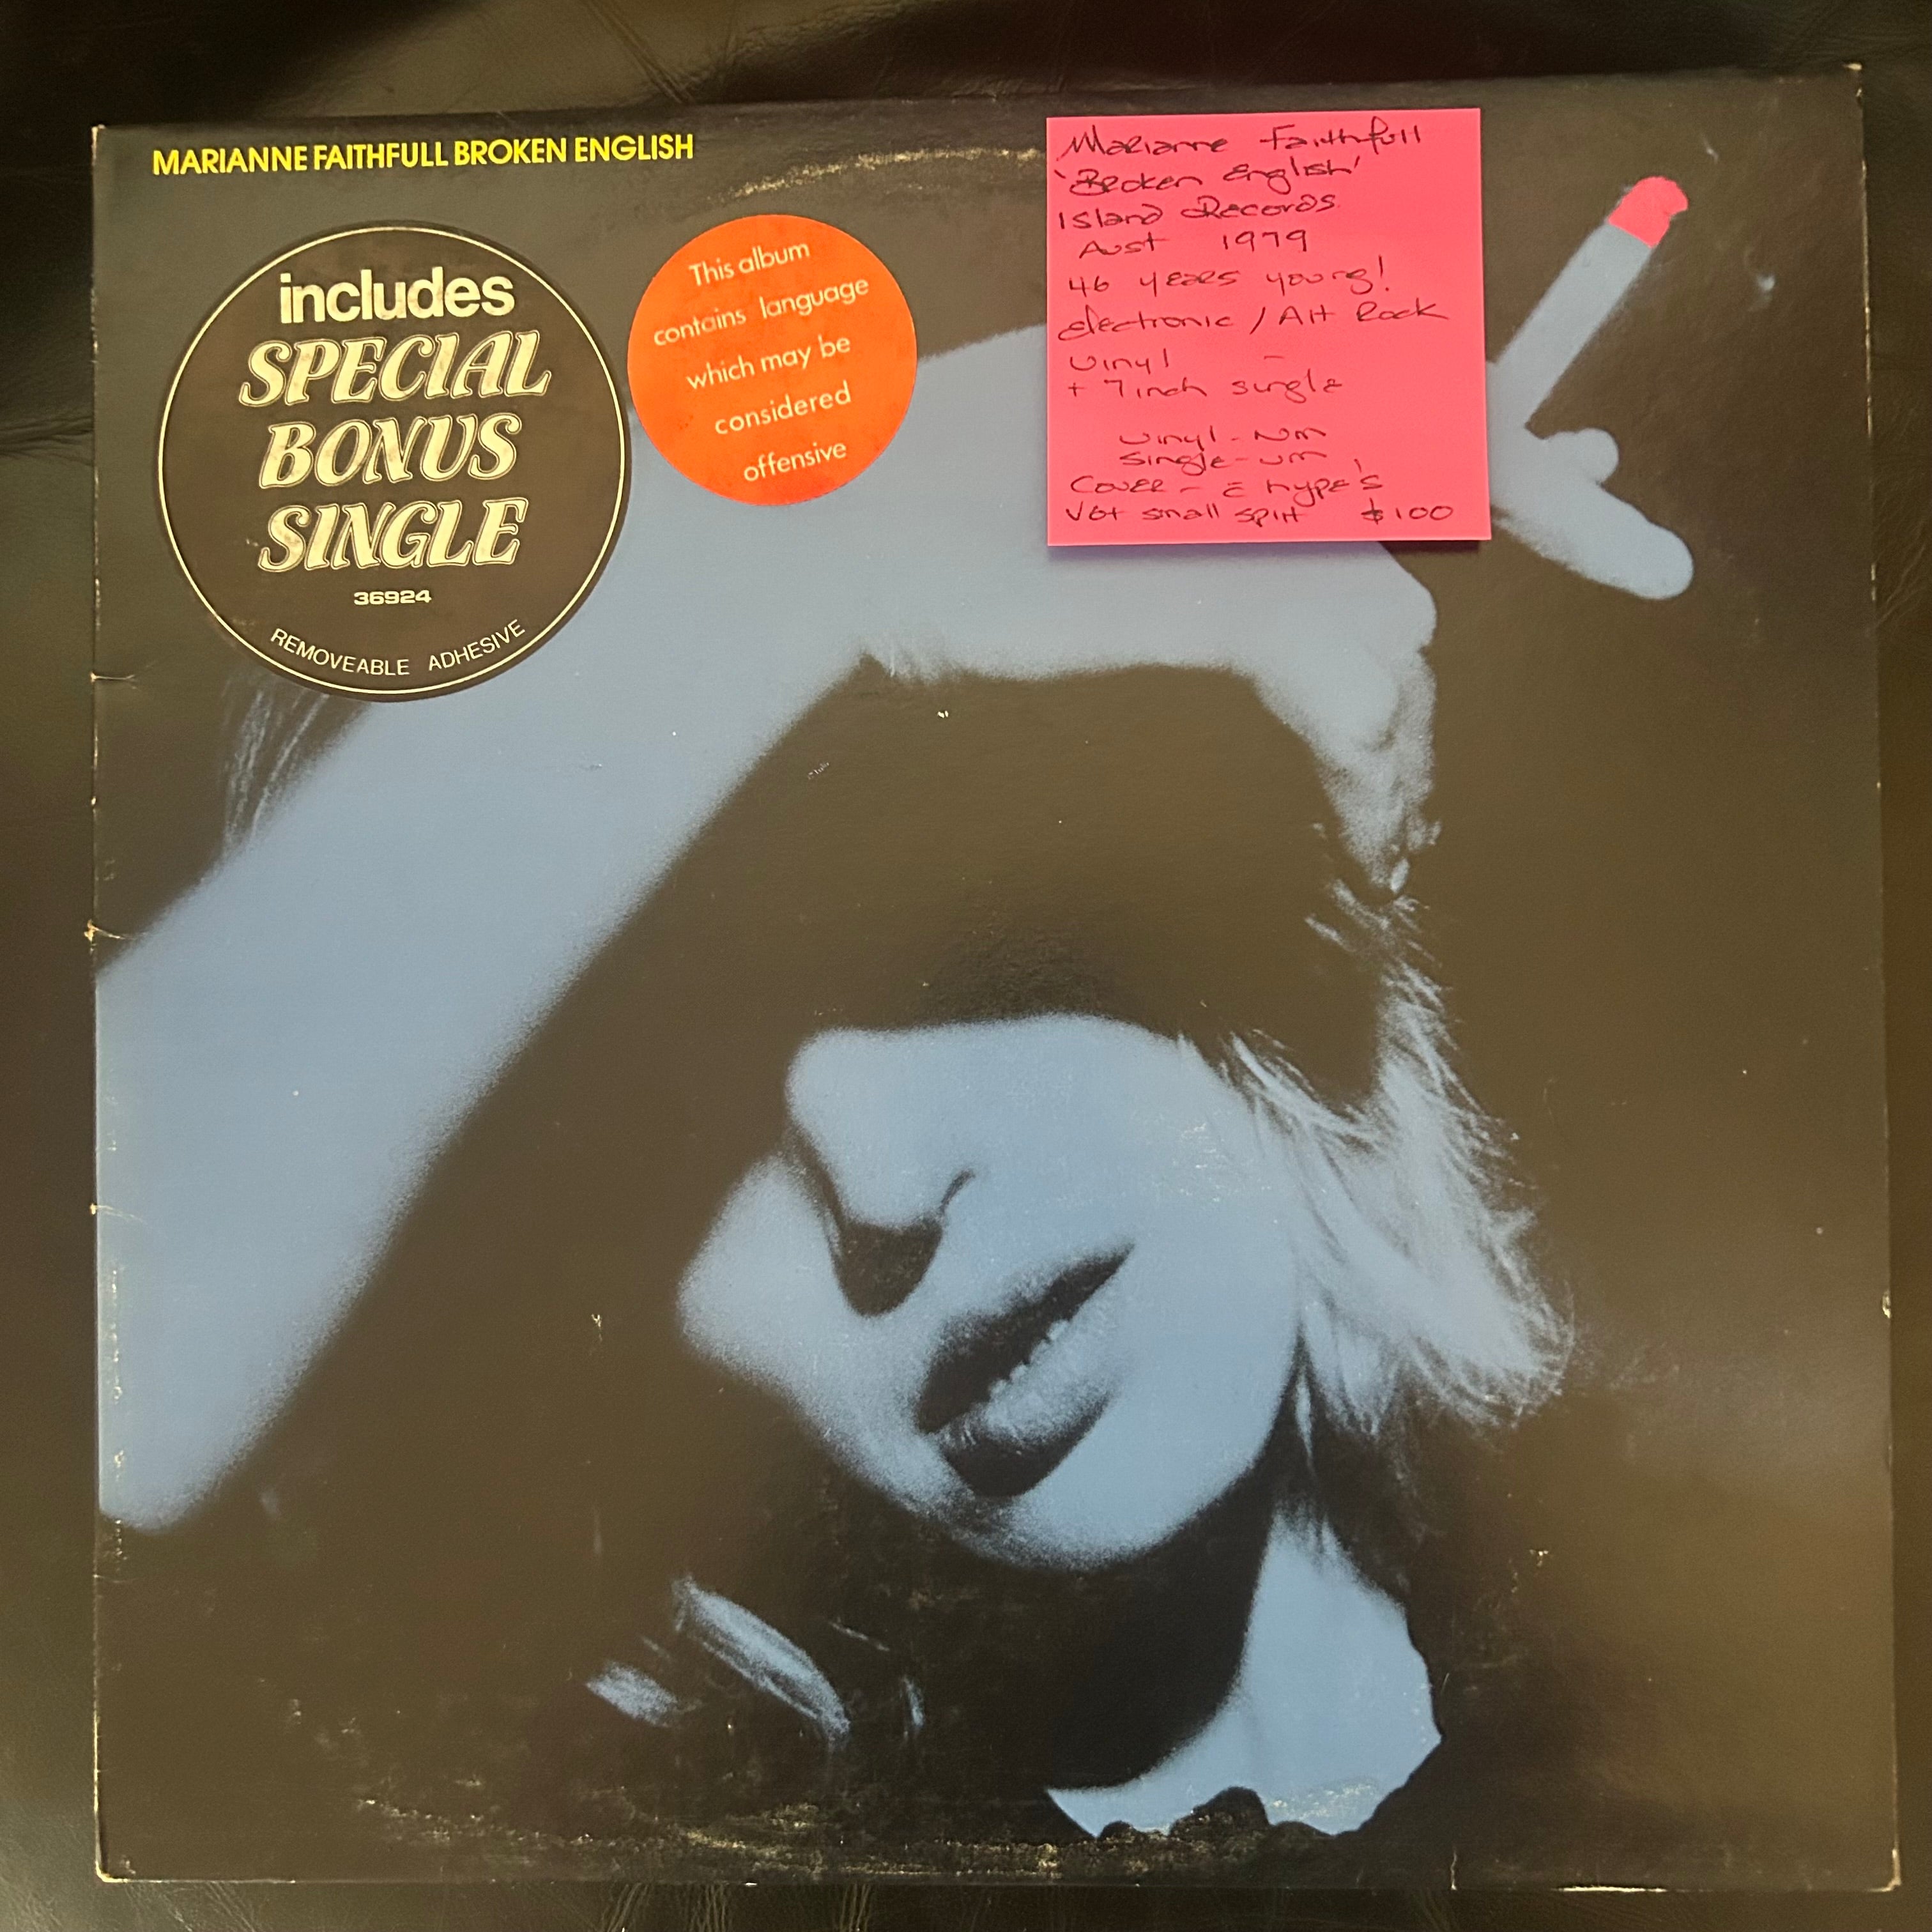 MARIANNE FAITHFULL BROKEN ENGLISH
includes
SPECIAL
BONUS
SINGLE
36924
REMOVEABLE ADHESIVE
This album
contains language
which may be
considered
offensive
Marianne Faithfull
'Broken English'
Island Records
Aust 1979
46 years young!
electronic / Alt Rock
Vinyl -
+ 7inch single
Vinyl - NM
Single - VM
Cover - c̄ hype's
VG+ small split $100